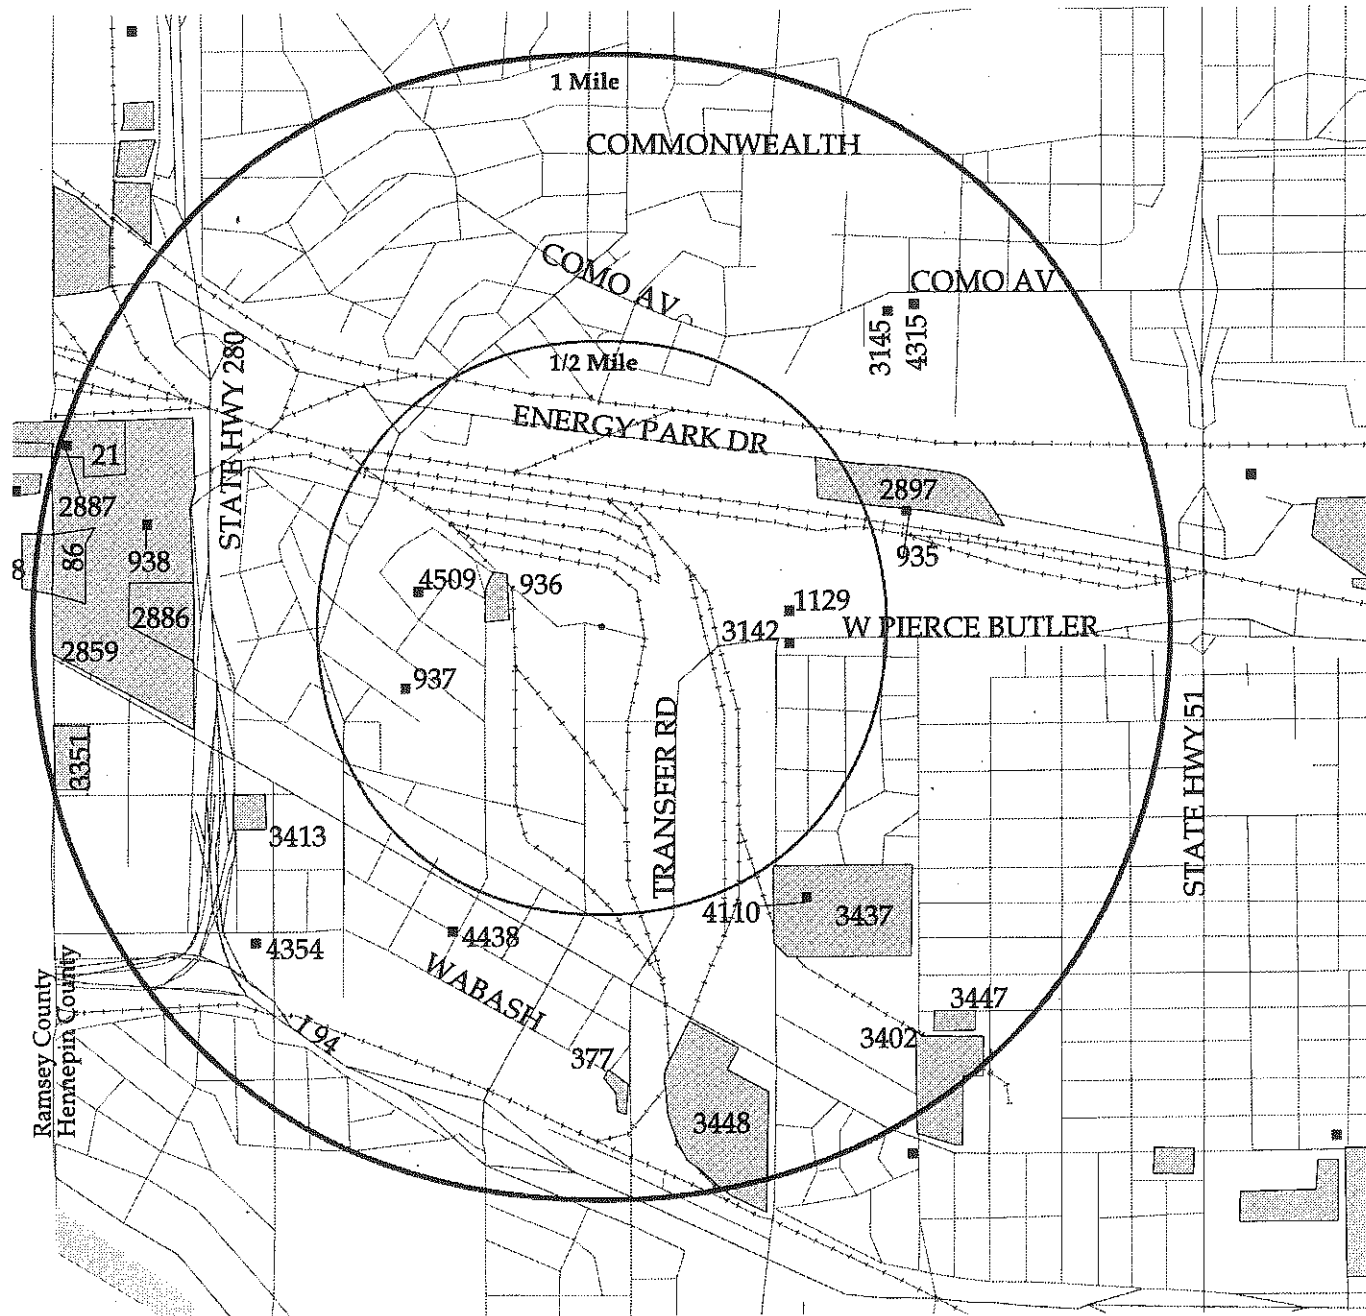 1 Mile
COMMONWEALTH
COMO AV
COMO AV
3145
4315
STATE HWY 280
1/2 Mile
ENERGY PARK DR
21
2887
2897
86
938
935
8
4509
936
1129
2886
3142
W PIERCE BUTLER
2859
937
3351
TRANSFER RD
STATE HWY 51
3413
4110
3437
4354
4438
WABASH
Ramsey County
Hennepin County
I 94
3447
3402
377
3448